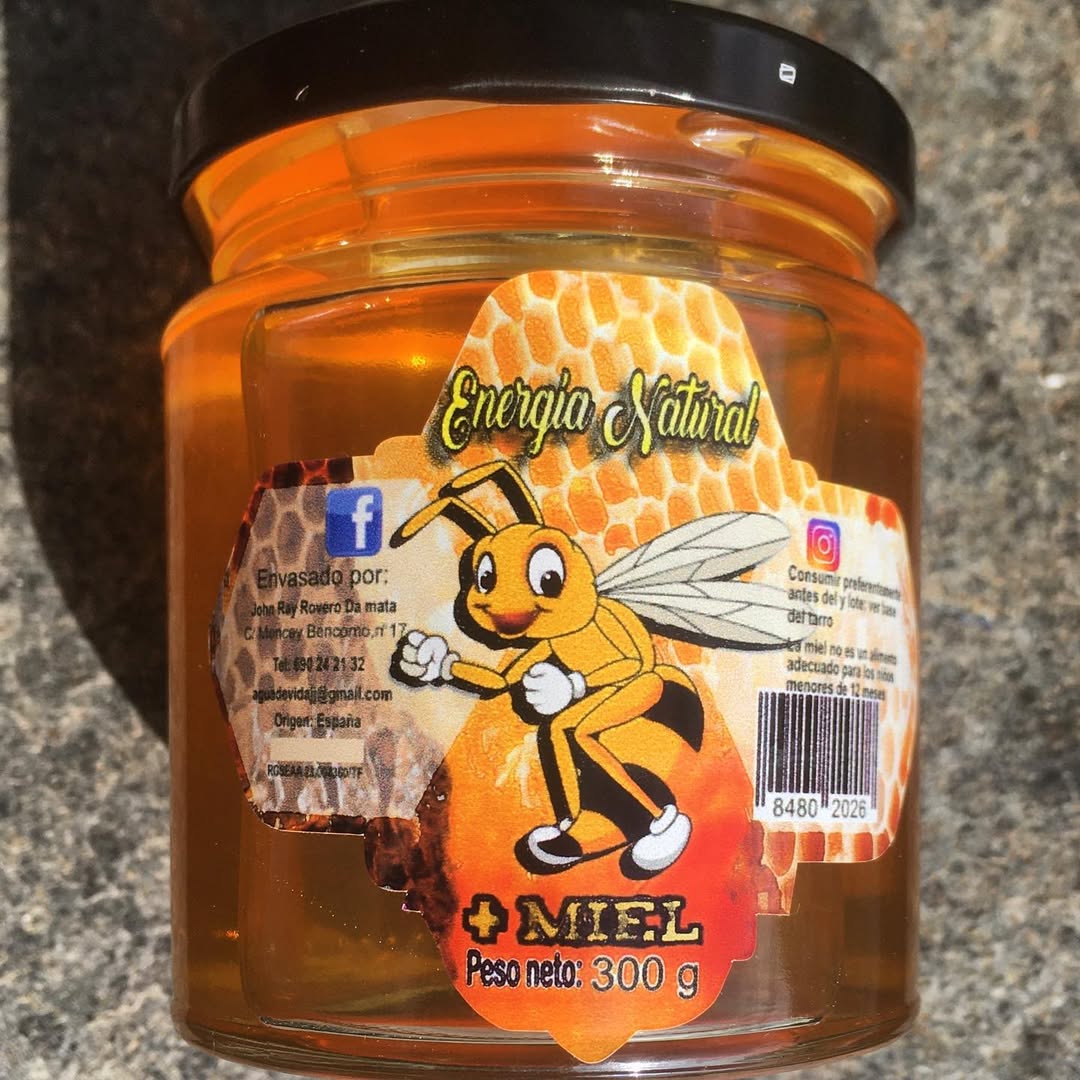 Energía Natural
f
Envasado por:
John Ray Rovero Da mata
C/ Mencey Bencomo,nº17
Tel: 690 24 21 32
aguadevidajj@gmail.com
Origen: España
Consumir preferentemente
antes del y lote: ver base
del tarro
La miel no es un alimento
adecuado para los niños
menores de 12 meses
8480 2026
+ MIEL
Peso neto: 300 g